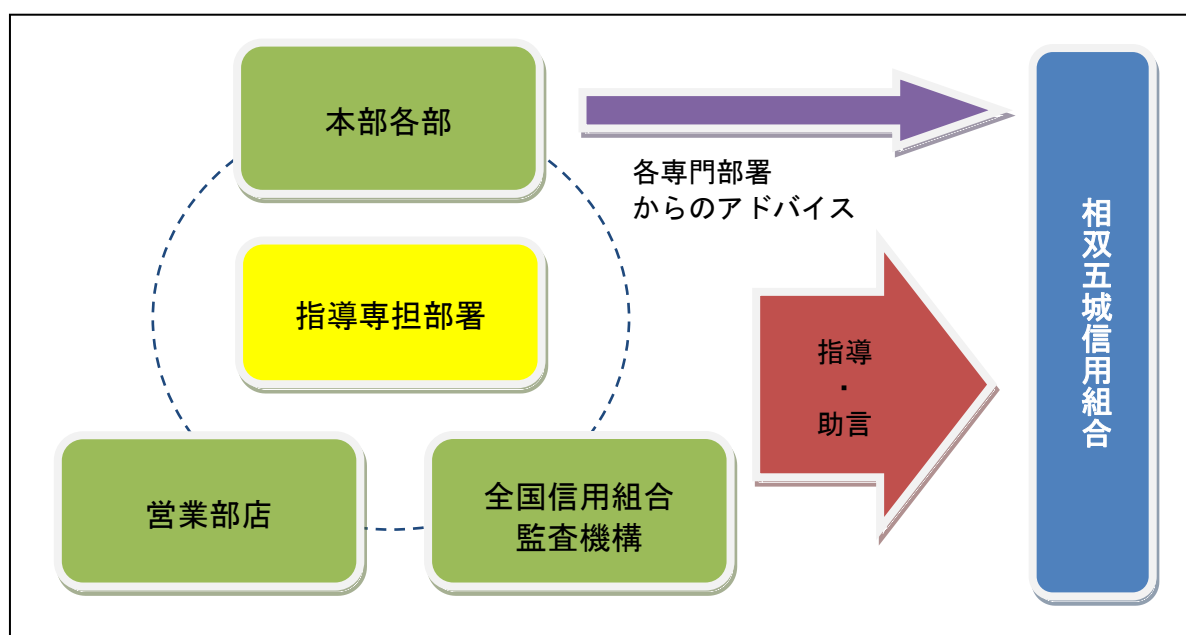 本部各部
各専門部署
からのアドバイス
指導専担部署
指導
・
助言
営業部店
全国信用組合
監査機構
相双五城信用組合